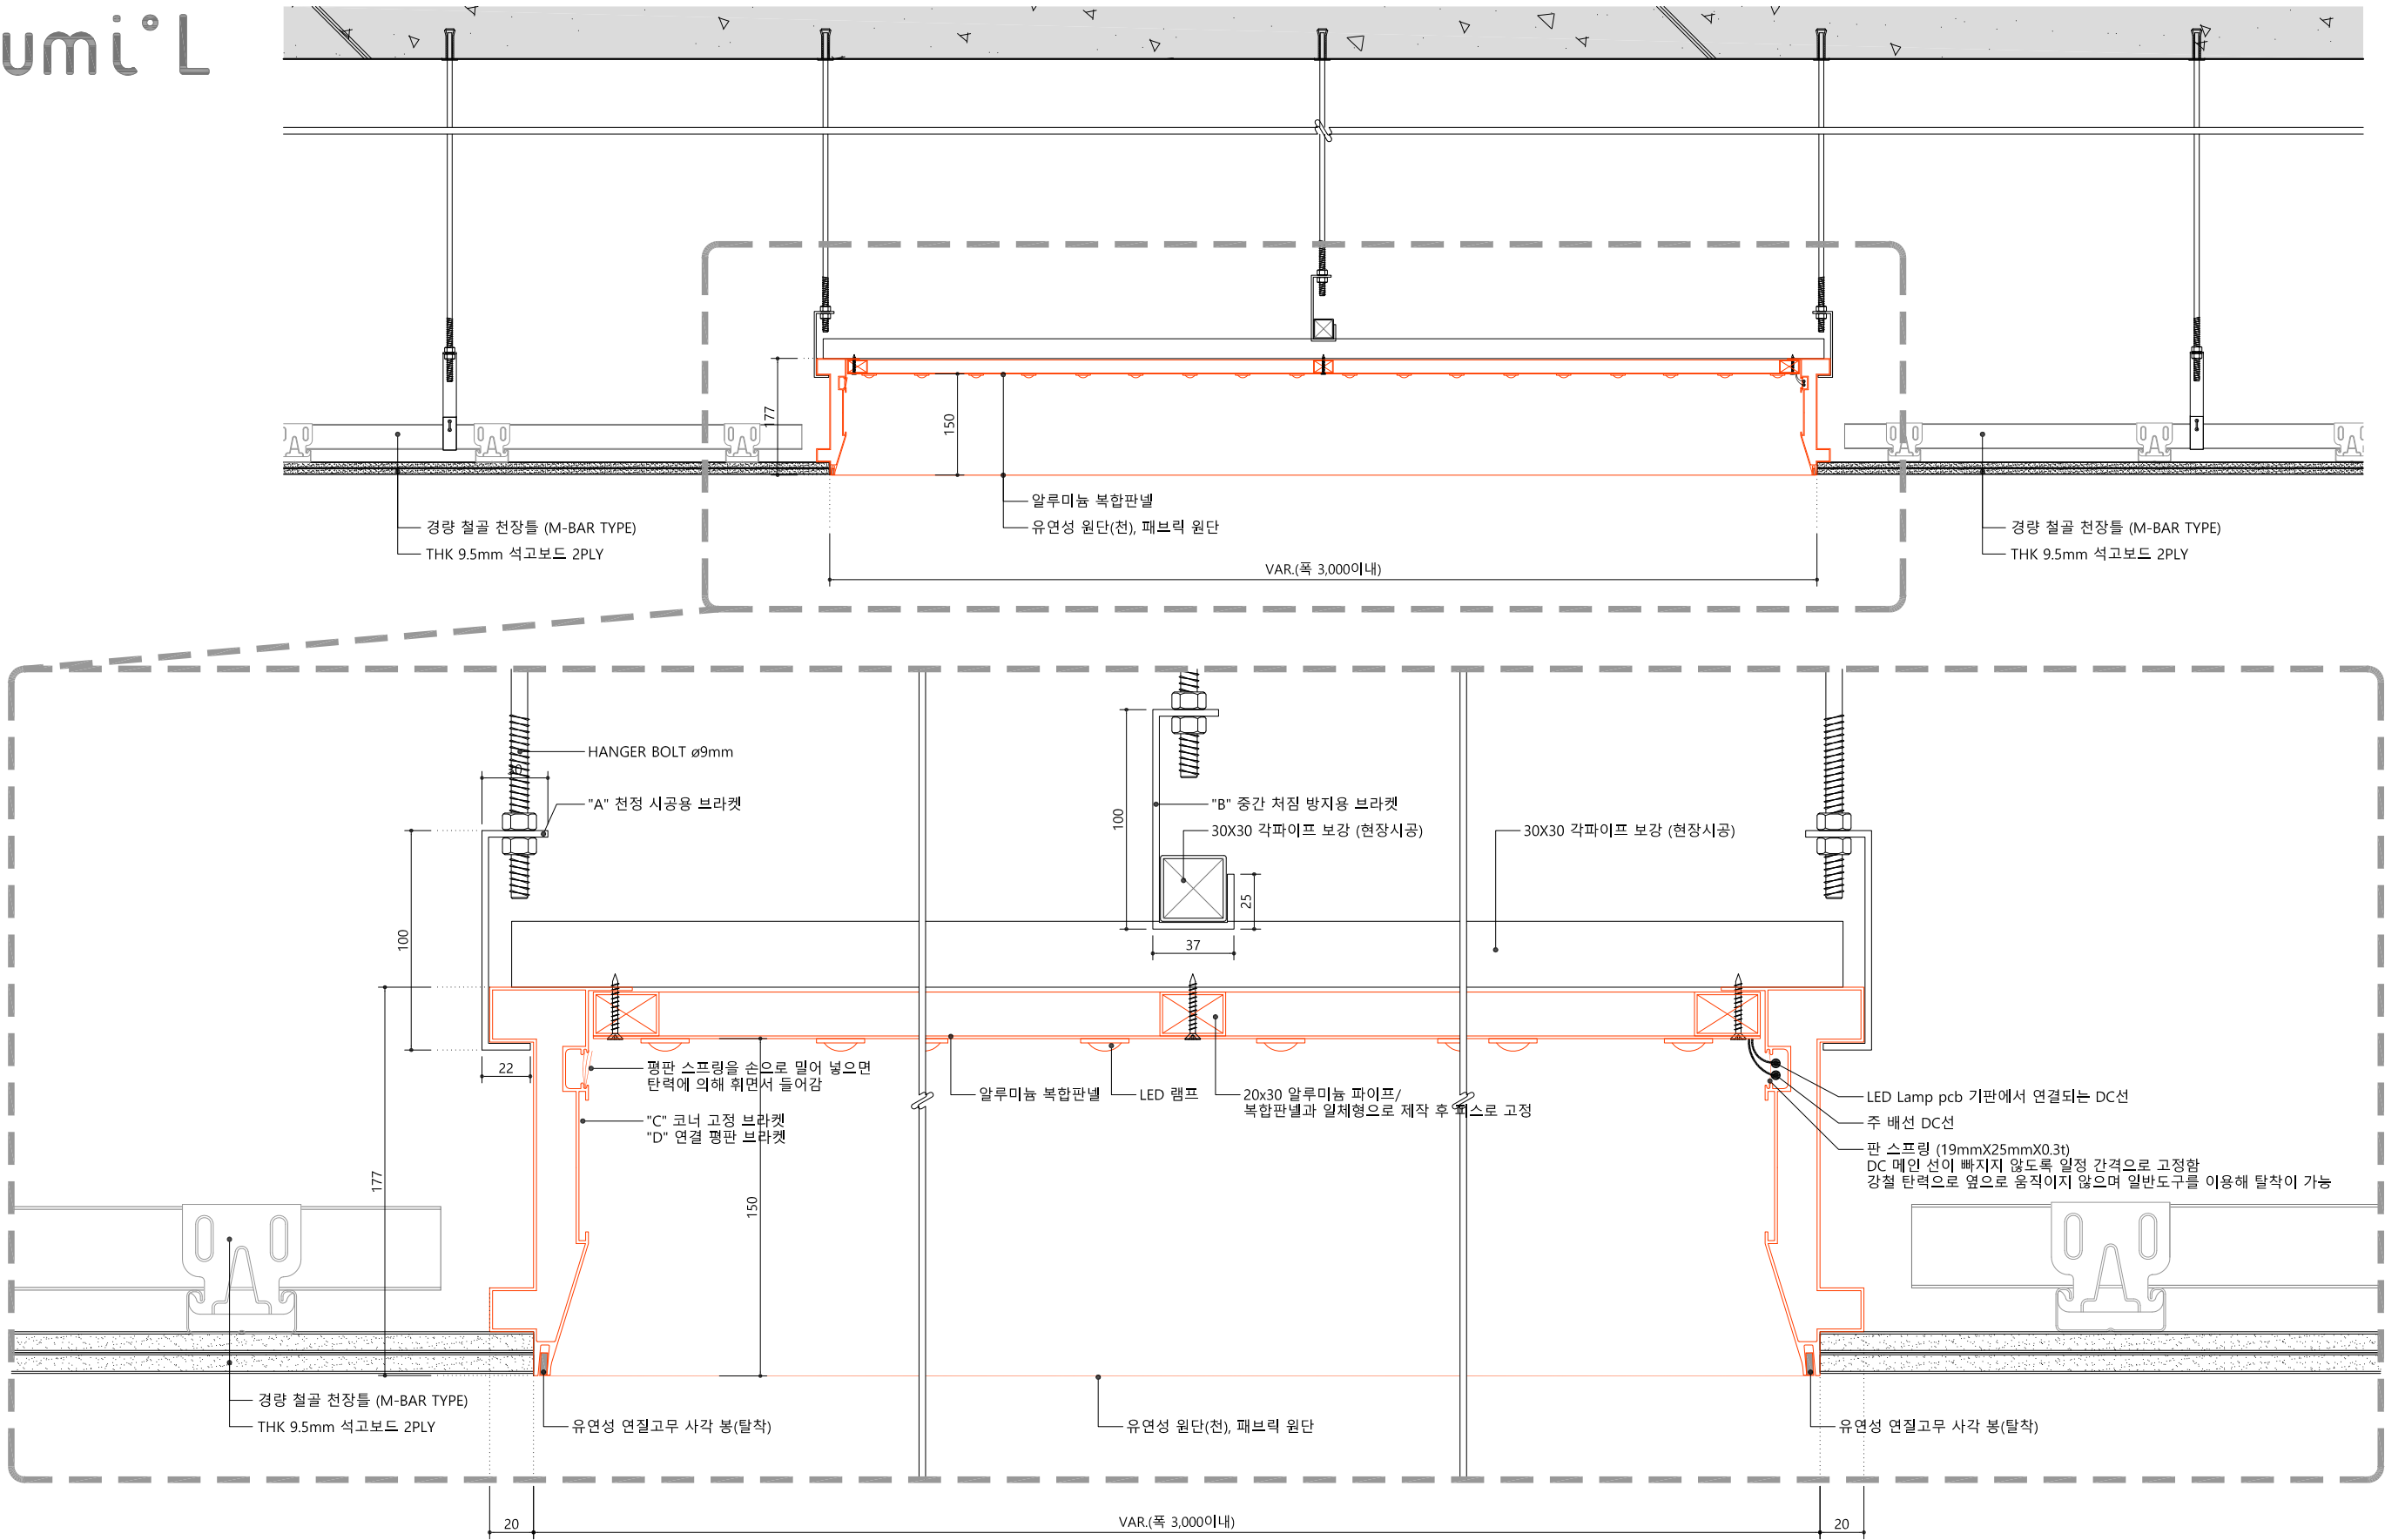 umi°L
177
150
알루미늄 복합판넬
유연성 원단(천), 패브릭 원단
경량 철골 천장틀 (M-BAR TYPE)
THK 9.5mm 석고보드 2PLY
경량 철골 천장틀 (M-BAR TYPE)
THK 9.5mm 석고보드 2PLY
VAR.(폭 3,000이내)
HANGER BOLT ø9mm
30
"A" 천정 시공용 브라켓
"B" 중간 처짐 방지용 브라켓
30X30 각파이프 보강 (현장시공)
30X30 각파이프 보강 (현장시공)
100
100
25
37
22
평판 스프링을 손으로 밀어 넣으면
탄력에 의해 휘면서 들어감
알루미늄 복합판넬
LED 램프
20x30 알루미늄 파이프/
복합판넬과 일체형으로 제작 후 피스로 고정
"C" 코너 고정 브라켓
"D" 연결 평판 브라켓
LED Lamp pcb 기판에서 연결되는 DC선
주 배선 DC선
판 스프링 (19mmX25mmX0.3t)
DC 메인 선이 빠지지 않도록 일정 간격으로 고정함
강철 탄력으로 옆으로 움직이지 않으며 일반도구를 이용해 탈착이 가능
177
150
경량 철골 천장틀 (M-BAR TYPE)
THK 9.5mm 석고보드 2PLY
유연성 연질고무 사각 봉(탈착)
유연성 원단(천), 패브릭 원단
유연성 연질고무 사각 봉(탈착)
20
VAR.(폭 3,000이내)
20